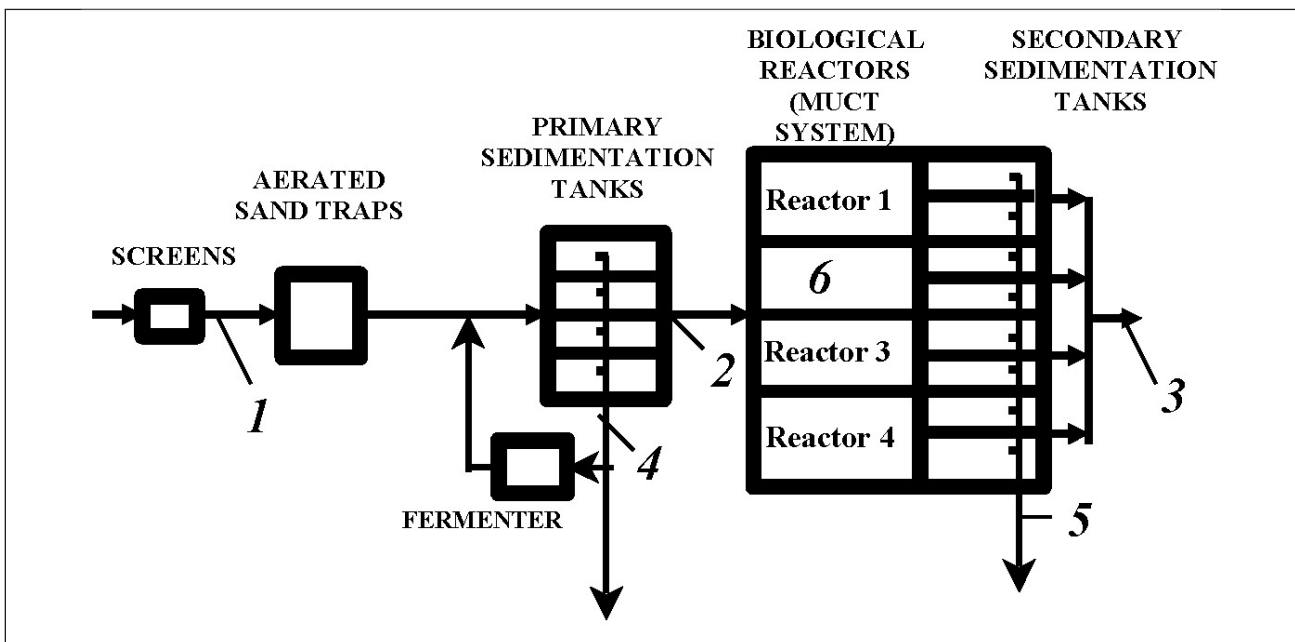 BIOLOGICAL
REACTORS
(MUCT
SYSTEM)
SECONDARY
SEDIMENTATION
TANKS
PRIMARY
SEDIMENTATION
TANKS
AERATED
SAND TRAPS
SCREENS
Reactor 1
6
Reactor 3
Reactor 4
1
2
3
4
5
FERMENTER